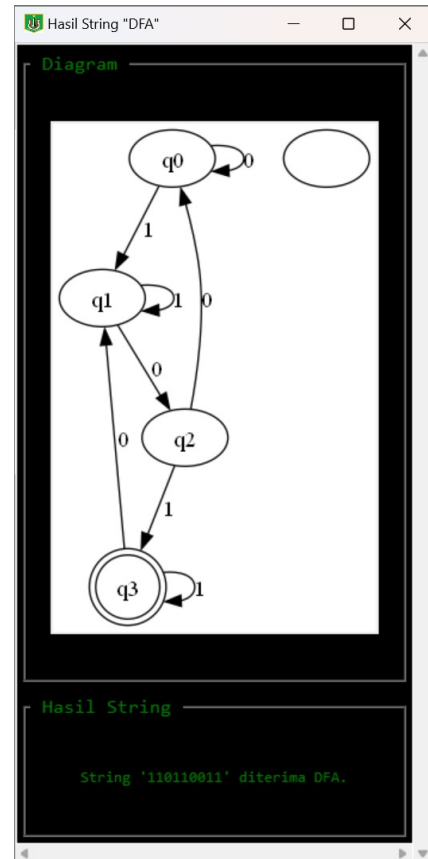 Hasil String "DFA"
Diagram
q0
0
1
q1
1
0
0
q2
0
1
q3
1
Hasil String
String '110110011' diterima DFA.